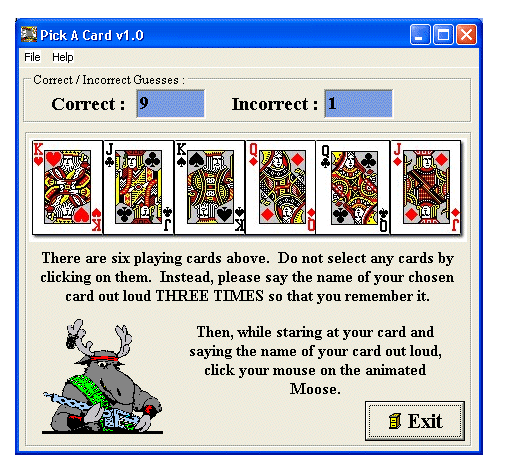 Pick A Card v1.0
File Help
Correct / Incorrect Guesses :
Correct : 9 Incorrect : 1
K J K Q Q J
K J K Q Q J
There are six playing cards above. Do not select any cards by
clicking on them. Instead, please say the name of your chosen
card out loud THREE TIMES so that you remember it.
Then, while staring at your card and
saying the name of your card out loud,
click your mouse on the animated
Moose.
Exit